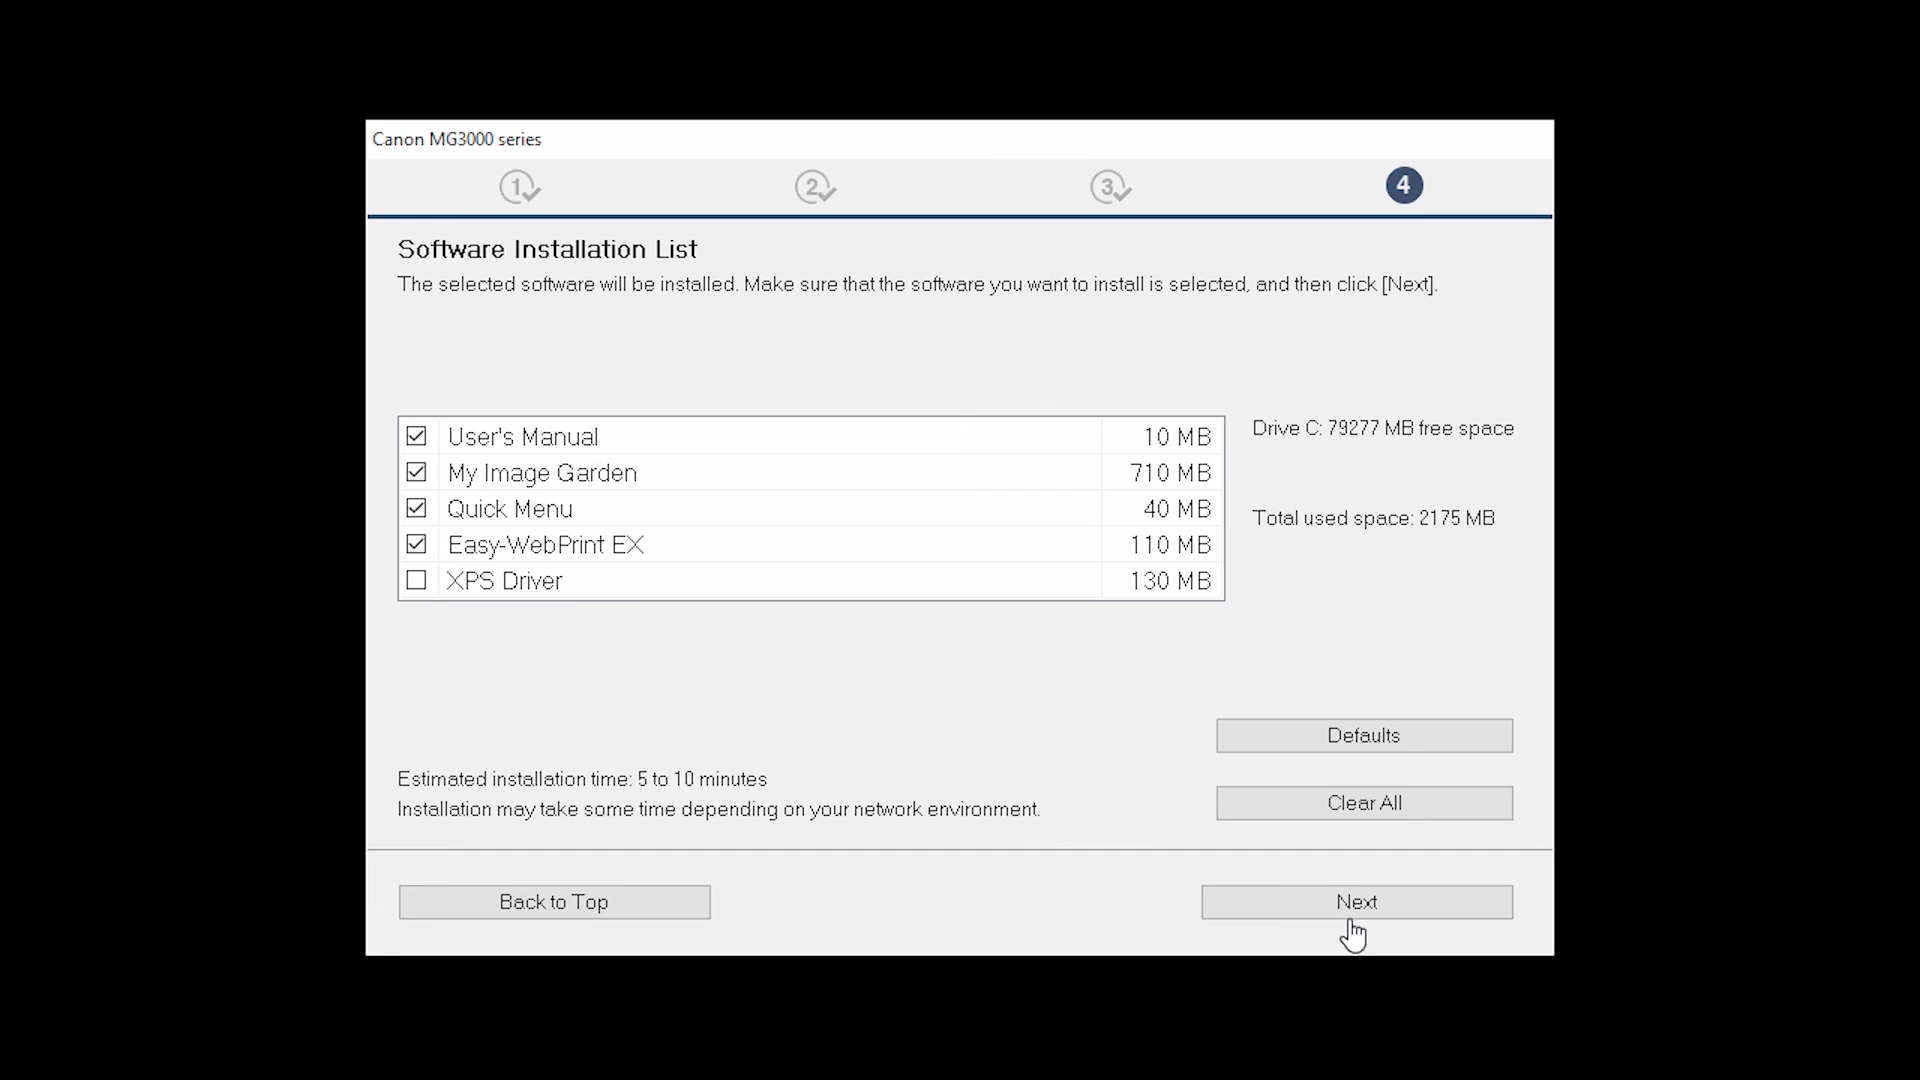 Canon MG3000 series
1 2 3 4
Software Installation List
The selected software will be installed. Make sure that the software you want to install is selected, and then click [Next].
User's Manual 10 MB
My Image Garden 710 MB
Quick Menu 40 MB
Easy-WebPrint EX 110 MB
XPS Driver 130 MB
Drive C: 79277 MB free space
Total used space: 2175 MB
Defaults
Estimated installation time: 5 to 10 minutes
Installation may take some time depending on your network environment.
Clear All
Back to Top
Next